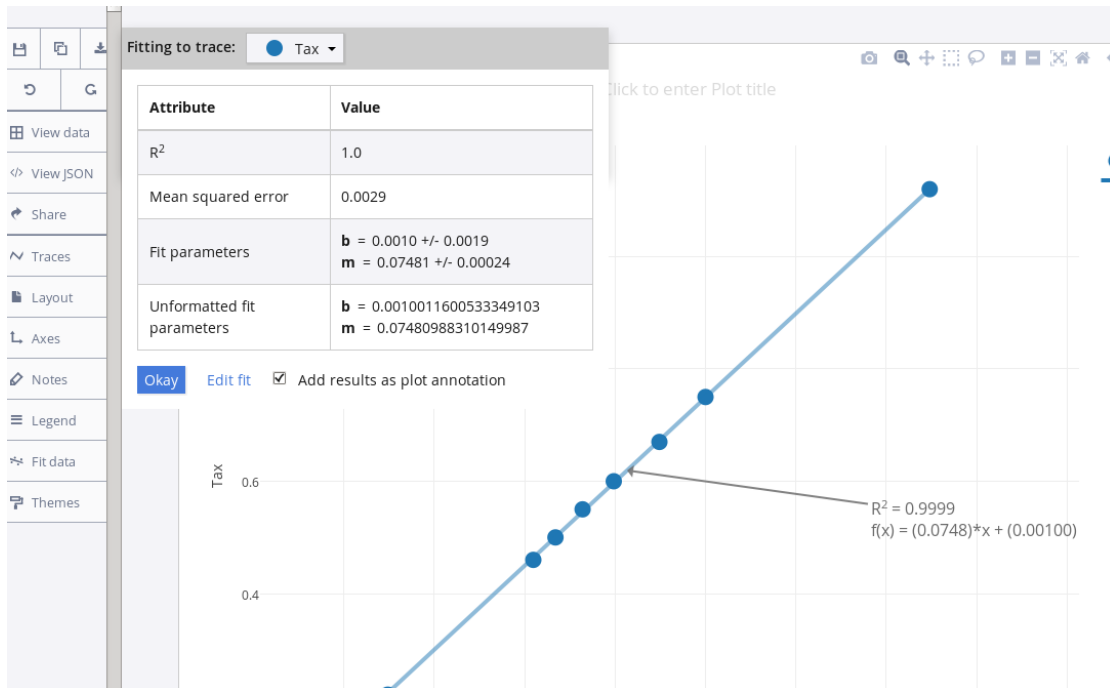 Fitting to trace: Tax
Click to enter Plot title
Attribute Value
R² 1.0
Mean squared error 0.0029
Fit parameters
b = 0.0010 +/- 0.0019
m = 0.07481 +/- 0.00024
Unformatted fit
parameters
b = 0.0010011600533349103
m = 0.07480988310149987
Okay Edit fit Add results as plot annotation
View data
View JSON
Share
Traces
Layout
Axes
Notes
Legend
Fit data
Themes
Tax
0.6
0.4
R² = 0.9999
f(x) = (0.0748)*x + (0.00100)